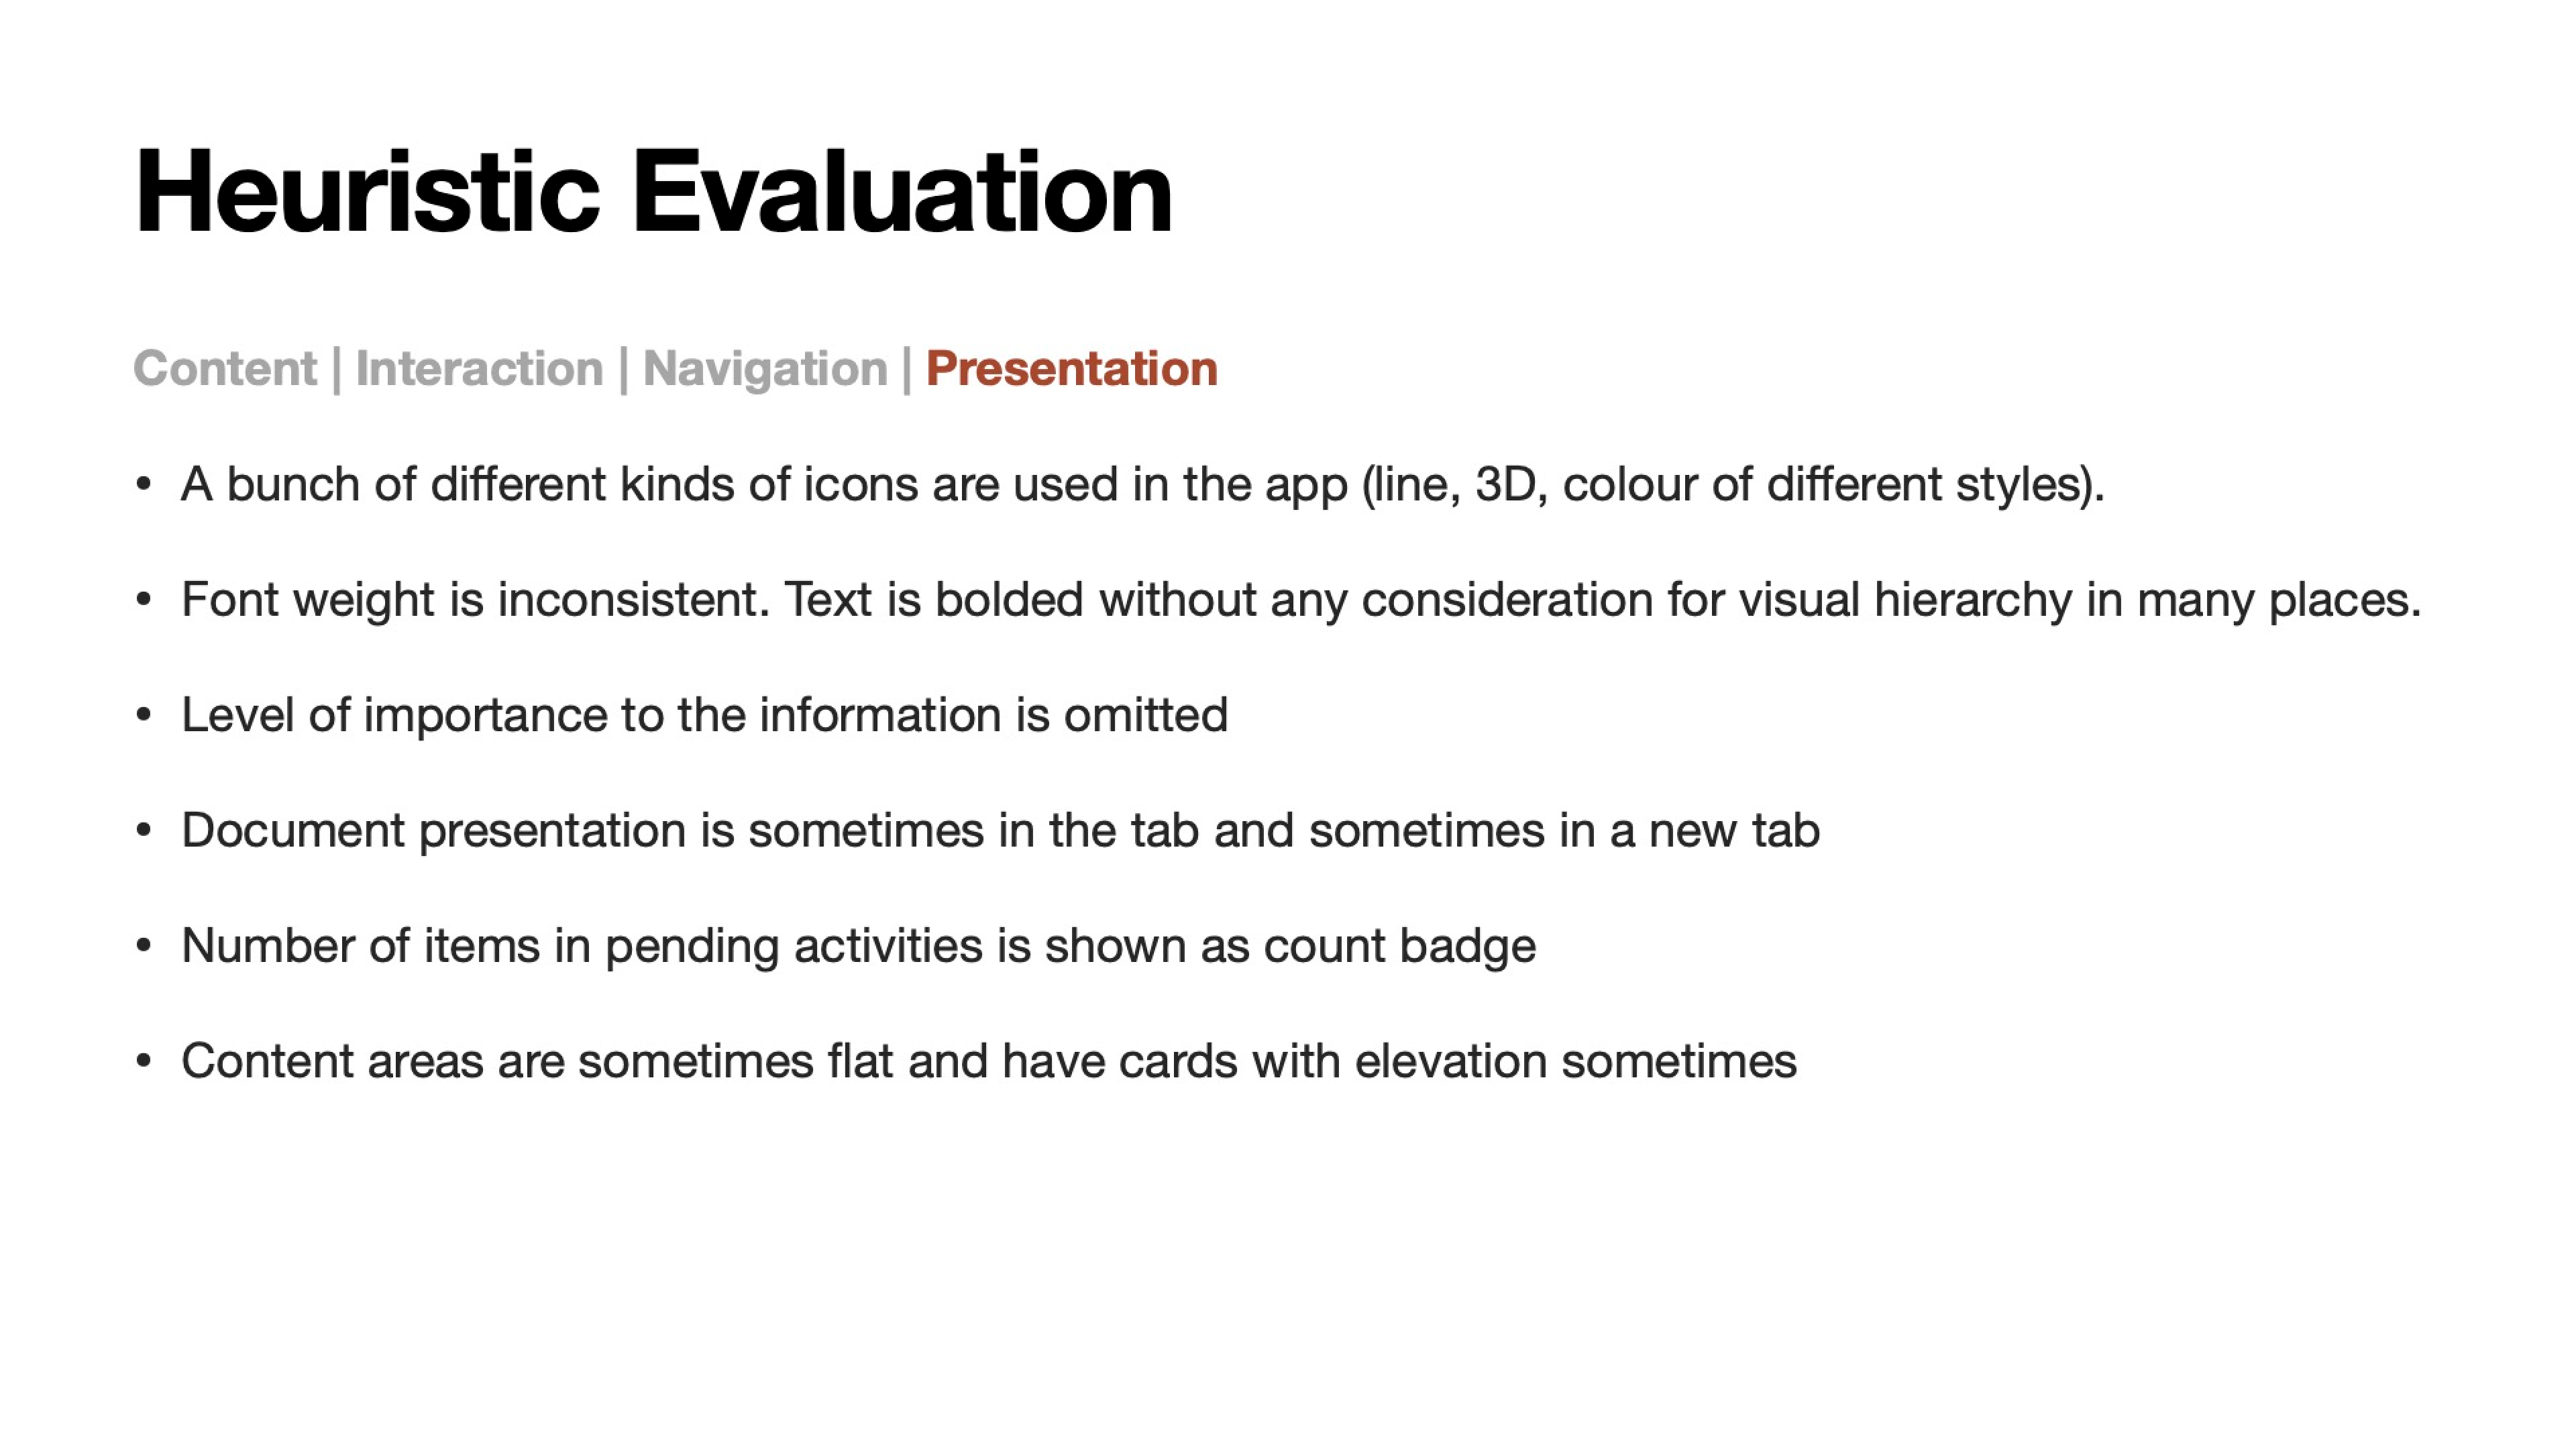 Heuristic Evaluation
Content | Interaction | Navigation | Presentation
• A bunch of different kinds of icons are used in the app (line, 3D, colour of different styles).
• Font weight is inconsistent. Text is bolded without any consideration for visual hierarchy in many places.
• Level of importance to the information is omitted
• Document presentation is sometimes in the tab and sometimes in a new tab
• Number of items in pending activities is shown as count badge
• Content areas are sometimes flat and have cards with elevation sometimes